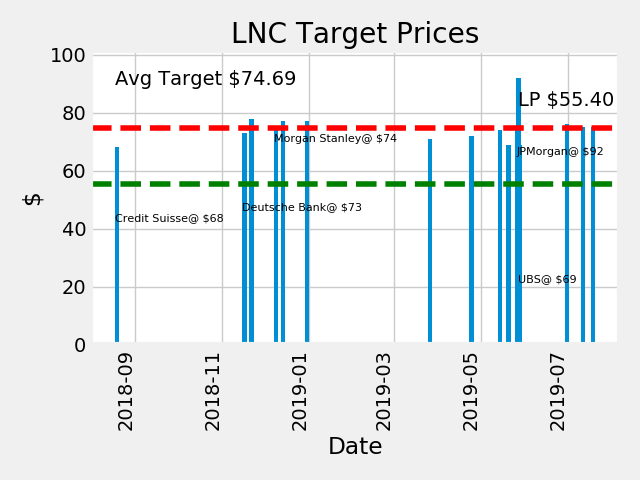 LNC Target Prices
100
80
60
40
20
0
$
Avg Target $74.69
LP $55.40
Morgan Stanley@ $74
JPMorgan@ $92
Deutsche Bank@ $73
Credit Suisse@ $68
UBS@ $69
2018-09
2018-11
2019-01
2019-03
2019-05
2019-07
Date